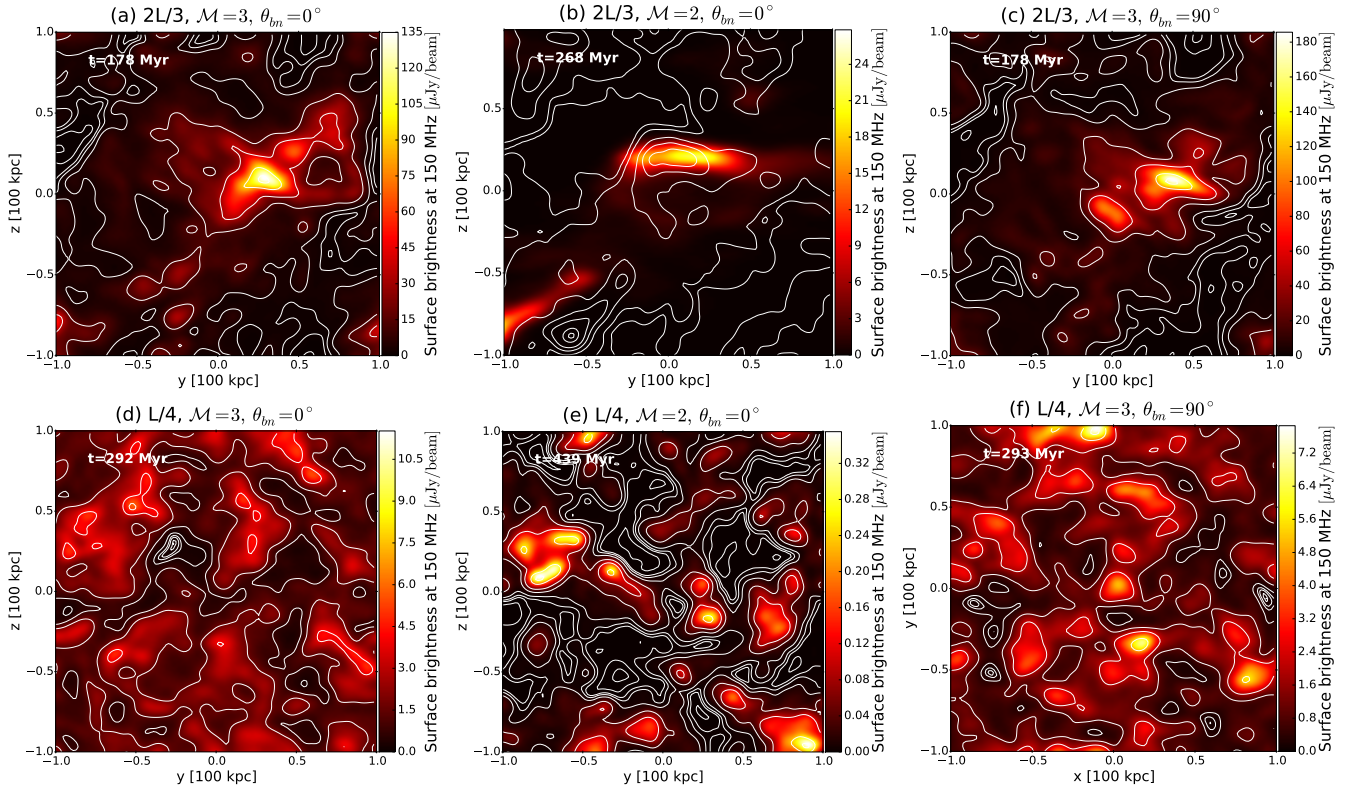 (a) 2L/3, ℳ=3, θ_bn=0°
t=178 Myr
1.0
0.5
0.0
−0.5
−1.0
z [100 kpc]
−1.0 −0.5 0.0 0.5 1.0
y [100 kpc]
135
120
105
90
75
60
45
30
15
0
Surface brightness at 150 MHz [μJy/beam]
(b) 2L/3, ℳ=2, θ_bn=0°
t=268 Myr
0.5
0.0
−0.5
−1.0
z [100 kpc]
−1.0 −0.5 0.0 0.5 1.0
y [100 kpc]
24
21
18
15
12
9
6
3
0
Surface brightness at 150 MHz [μJy/beam]
(c) 2L/3, ℳ=3, θ_bn=90°
t=178 Myr
1.0
0.5
0.0
−0.5
−1.0
z [100 kpc]
−1.0 −0.5 0.0 0.5 1.0
y [100 kpc]
180
160
140
120
100
80
60
40
20
0
Surface brightness at 150 MHz [μJy/beam]
(d) L/4, ℳ=3, θ_bn=0°
t=292 Myr
1.0
0.5
0.0
−0.5
−1.0
z [100 kpc]
−1.0 −0.5 0.0 0.5 1.0
y [100 kpc]
10.5
9.0
7.5
6.0
4.5
3.0
1.5
0.0
Surface brightness at 150 MHz [μJy/beam]
(e) L/4, ℳ=2, θ_bn=0°
t=439 Myr
1.0
0.5
0.0
−0.5
−1.0
z [100 kpc]
−1.0 −0.5 0.0 0.5 1.0
y [100 kpc]
0.32
0.28
0.24
0.20
0.16
0.12
0.08
0.04
0.00
Surface brightness at 150 MHz [μJy/beam]
(f) L/4, ℳ=3, θ_bn=90°
t=293 Myr
1.0
0.5
0.0
−0.5
−1.0
y [100 kpc]
−1.0 −0.5 0.0 0.5 1.0
x [100 kpc]
7.2
6.4
5.6
4.8
4.0
3.2
2.4
1.6
0.8
0.0
Surface brightness at 150 MHz [μJy/beam]